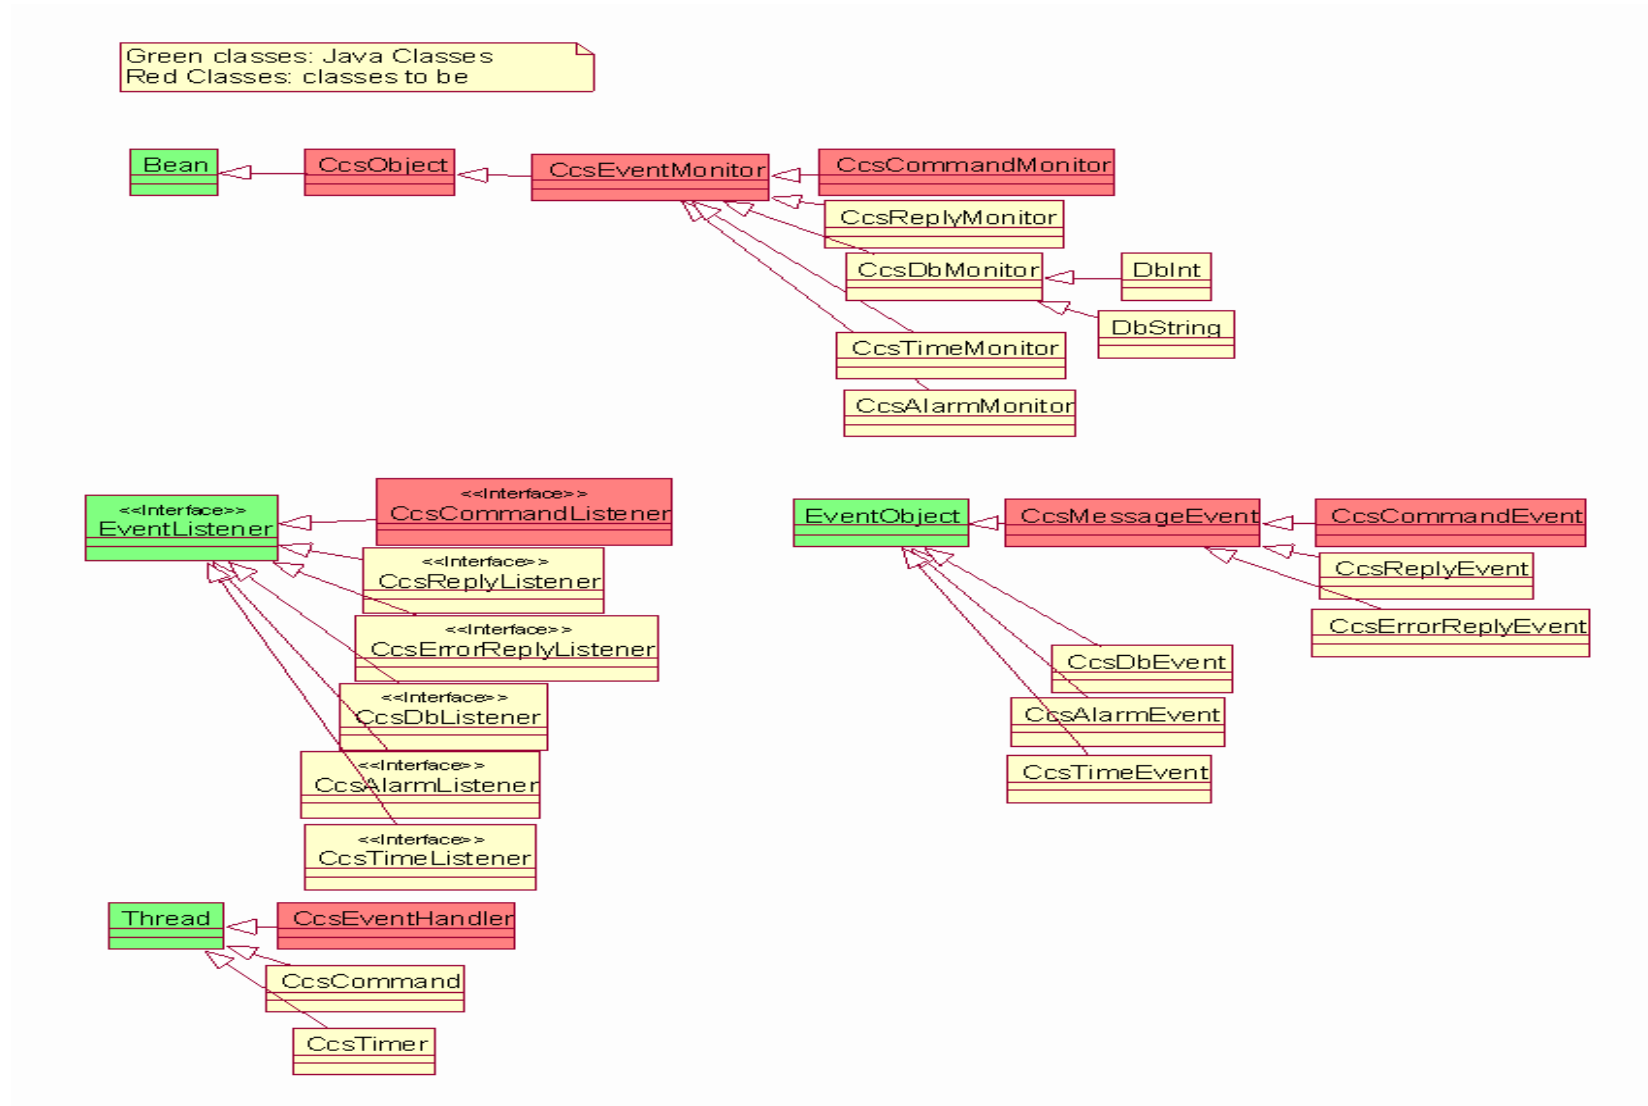 Green classes: Java Classes
Red Classes: classes to be
Bean
CcsObject
CcsEventMonitor
CcsCommandMonitor
CcsReplyMonitor
CcsDbMonitor
DbInt
DbString
CcsTimeMonitor
CcsAlarmMonitor
<<Interface>>
EventListener
<<Interface>>
CcsCommandListener
<<Interface>>
CcsReplyListener
<<Interface>>
CcsErrorReplyListener
<<Interface>>
CcsDbListener
<<Interface>>
CcsAlarmListener
<<Interface>>
CcsTimeListener
EventObject
CcsMessageEvent
CcsCommandEvent
CcsReplyEvent
CcsErrorReplyEvent
CcsDbEvent
CcsAlarmEvent
CcsTimeEvent
Thread
CcsEventHandler
CcsCommand
CcsTimer